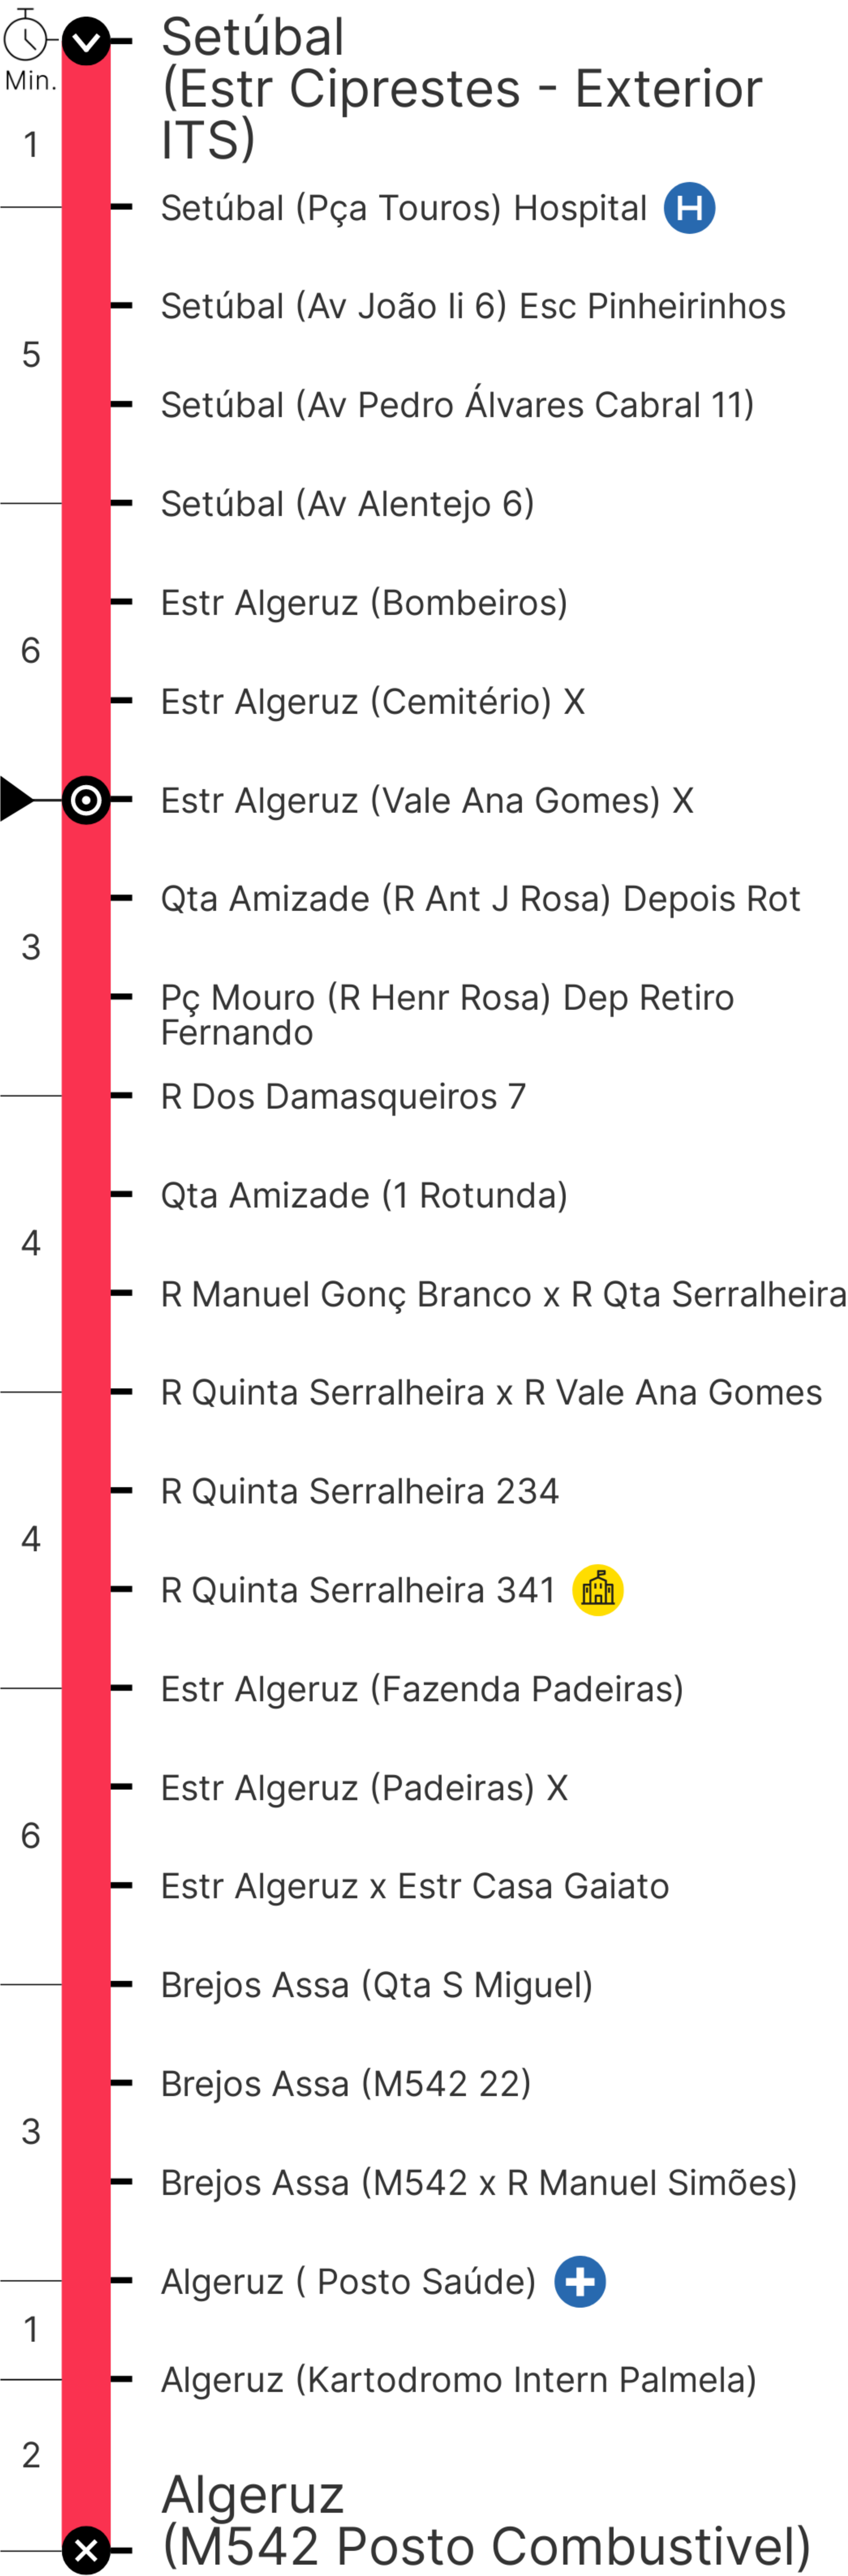 Setúbal
(Estr Ciprestes - Exterior
ITS)
Min.
1
Setúbal (Pça Touros) Hospital H
Setúbal (Av João Ii 6) Esc Pinheirinhos
5
Setúbal (Av Pedro Álvares Cabral 11)
Setúbal (Av Alentejo 6)
Estr Algeruz (Bombeiros)
6
Estr Algeruz (Cemitério) X
Estr Algeruz (Vale Ana Gomes) X
Qta Amizade (R Ant J Rosa) Depois Rot
3
Pç Mouro (R Henr Rosa) Dep Retiro
Fernando
R Dos Damasqueiros 7
Qta Amizade (1 Rotunda)
4
R Manuel Gonç Branco x R Qta Serralheira
R Quinta Serralheira x R Vale Ana Gomes
R Quinta Serralheira 234
4
R Quinta Serralheira 341
Estr Algeruz (Fazenda Padeiras)
Estr Algeruz (Padeiras) X
6
Estr Algeruz x Estr Casa Gaiato
Brejos Assa (Qta S Miguel)
Brejos Assa (M542 22)
3
Brejos Assa (M542 x R Manuel Simões)
Algeruz ( Posto Saúde)
1
Algeruz (Kartodromo Intern Palmela)
2
Algeruz
(M542 Posto Combustivel)